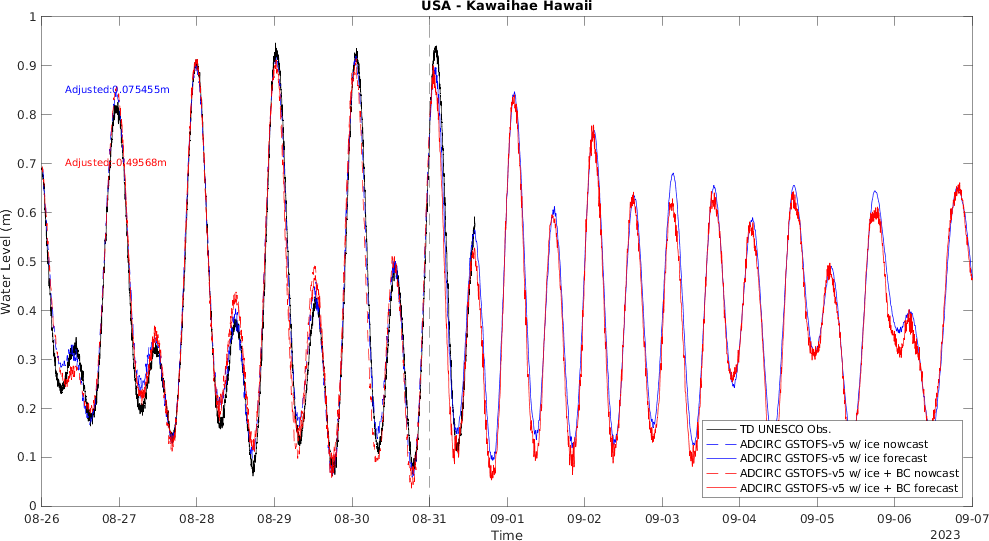 USA - Kawaihae Hawaii
1
0.9
0.8
0.7
0.6
0.5
0.4
0.3
0.2
0.1
0
Water Level (m)
Adjusted:0.075455m
Adjusted:-0.49568m
TD UNESCO Obs.
ADCIRC GSTOFS-v5 w/ ice nowcast
ADCIRC GSTOFS-v5 w/ ice forecast
ADCIRC GSTOFS-v5 w/ ice + BC nowcast
ADCIRC GSTOFS-v5 w/ ice + BC forecast
08-26 08-27 08-28 08-29 08-30 08-31 09-01 09-02 09-03 09-04 09-05 09-06 09-07
Time
2023